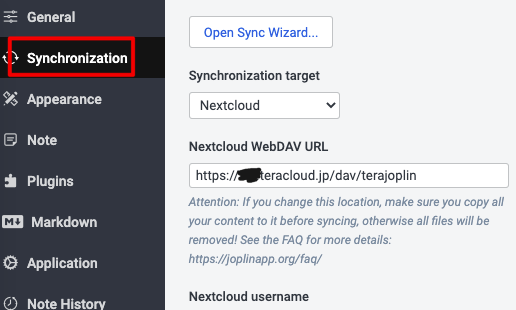 General
Synchronization
Appearance
Note
Plugins
Markdown
Application
Note History
Open Sync Wizard...
Synchronization target
Nextcloud
Nextcloud WebDAV URL
https://teracloud.jp/dav/terajoplin
Attention: If you change this location, make sure you copy all
your content to it before syncing, otherwise all files will be
removed! See the FAQ for more details:
https://joplinapp.org/faq/
Nextcloud username